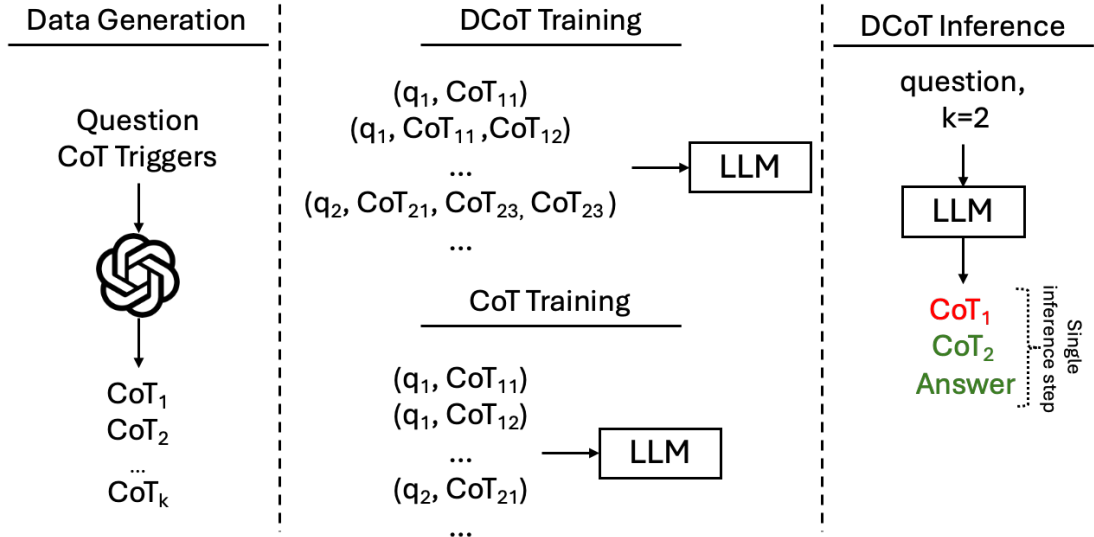 Data Generation
Question
CoT Triggers
CoT₁
CoT₂
...
CoTₖ
DCoT Training
(q₁, CoT₁₁)
(q₁, CoT₁₁ ,CoT₁₂)
...
(q₂, CoT₂₁, CoT₂₃, CoT₂₃ )
...
LLM
CoT Training
(q₁, CoT₁₁)
(q₁, CoT₁₂)
...
(q₂, CoT₂₁)
...
LLM
DCoT Inference
question,
k=2
LLM
CoT₁
CoT₂
Answer
Single
inference step